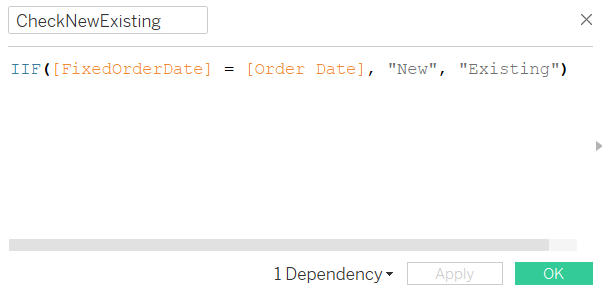 CheckNewExisting
IIF([FixedOrderDate] = [Order Date], "New", "Existing")
1 Dependency
Apply
OK